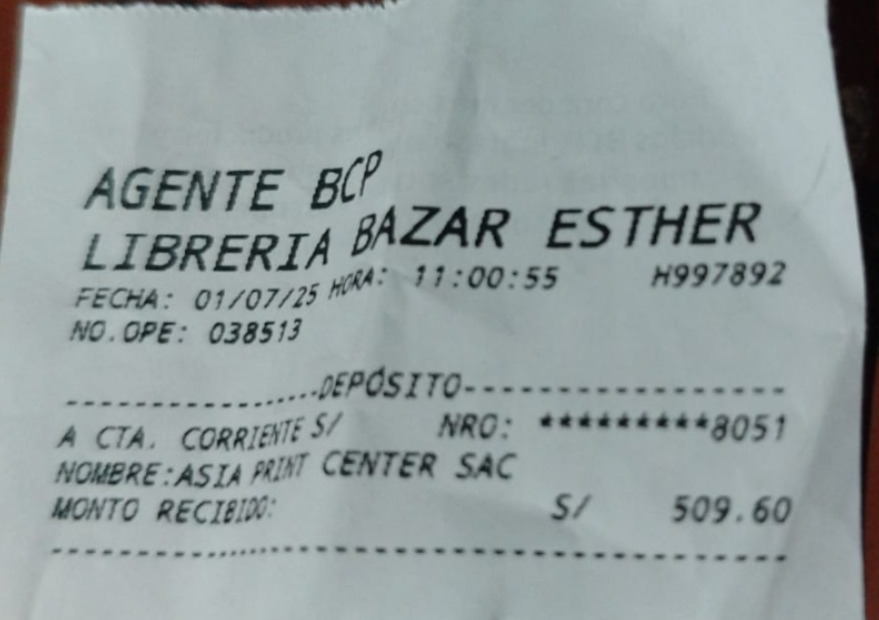 AGENTE BCP
LIBRERIA BAZAR ESTHER
FECHA: 01/07/25 HORA: 11:00:55 H997892
NO.OPE: 038513
----------------DEPÓSITO--------------------
A CTA. CORRIENTE S/ NRO: *********8051
NOMBRE:ASIA PRINT CENTER SAC
MONTO RECIBIDO: S/ 509.60
--------------------------------------------